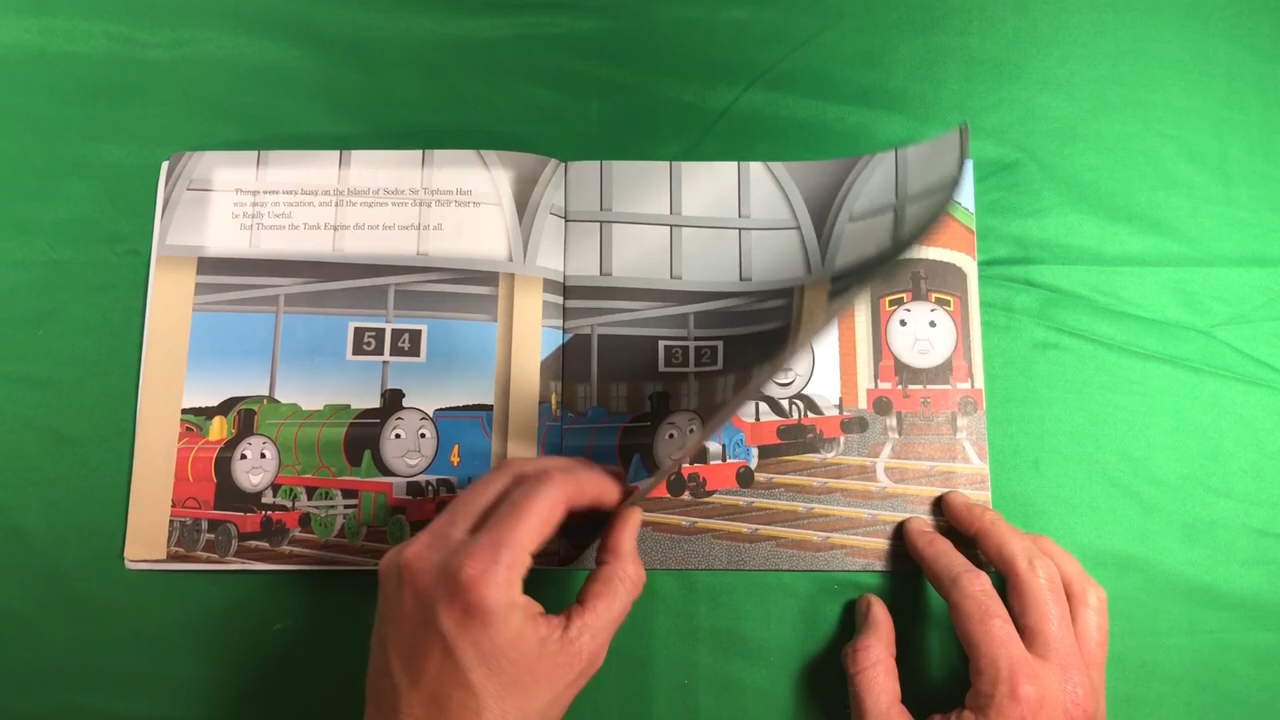 Things were very busy on the Island of Sodor. Sir Topham Hatt
was away on vacation, and all the engines were doing their best to
be Really Useful.
But Thomas the Tank Engine did not feel useful at all.
5 4
3 2
4